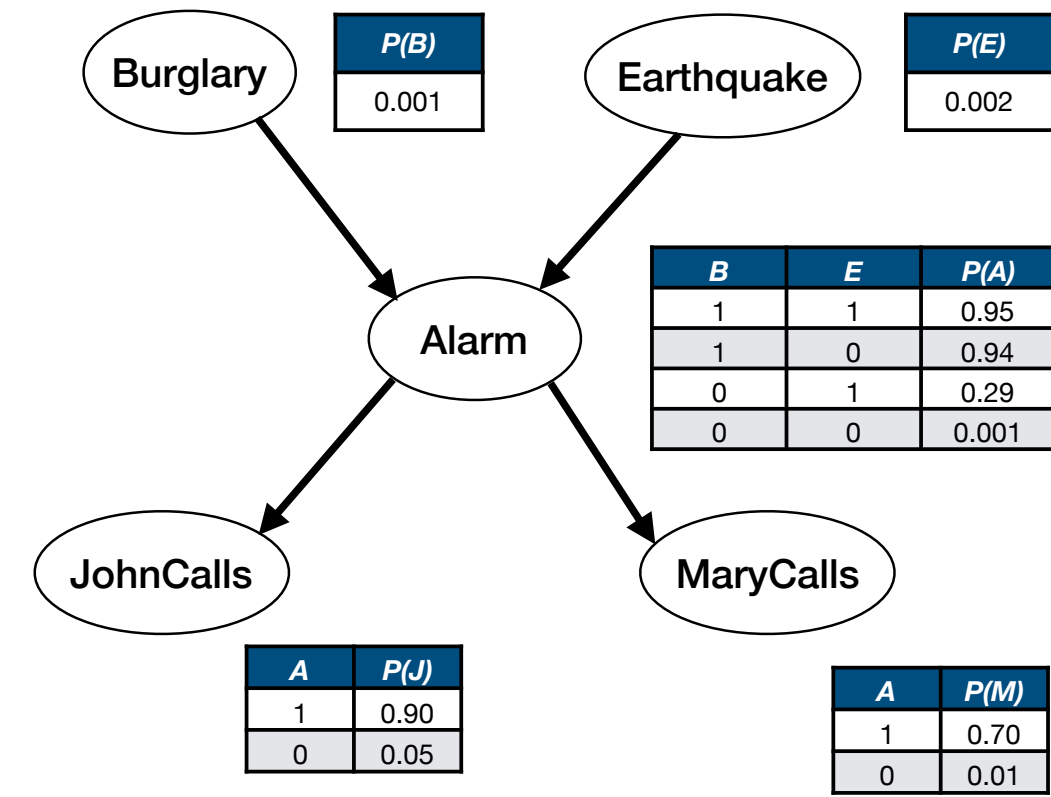 Burglary
P(B)
0.001
Earthquake
P(E)
0.002
B E P(A)
1 1 0.95
1 0 0.94
0 1 0.29
0 0 0.001
Alarm
JohnCalls
MaryCalls
A P(J)
1 0.90
0 0.05
A P(M)
1 0.70
0 0.01